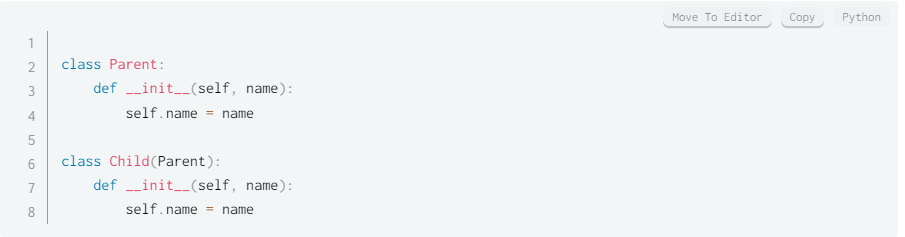 Move To Editor Copy Python
1
2 class Parent:
3     def __init__(self, name):
4         self.name = name
5
6 class Child(Parent):
7     def __init__(self, name):
8         self.name = name